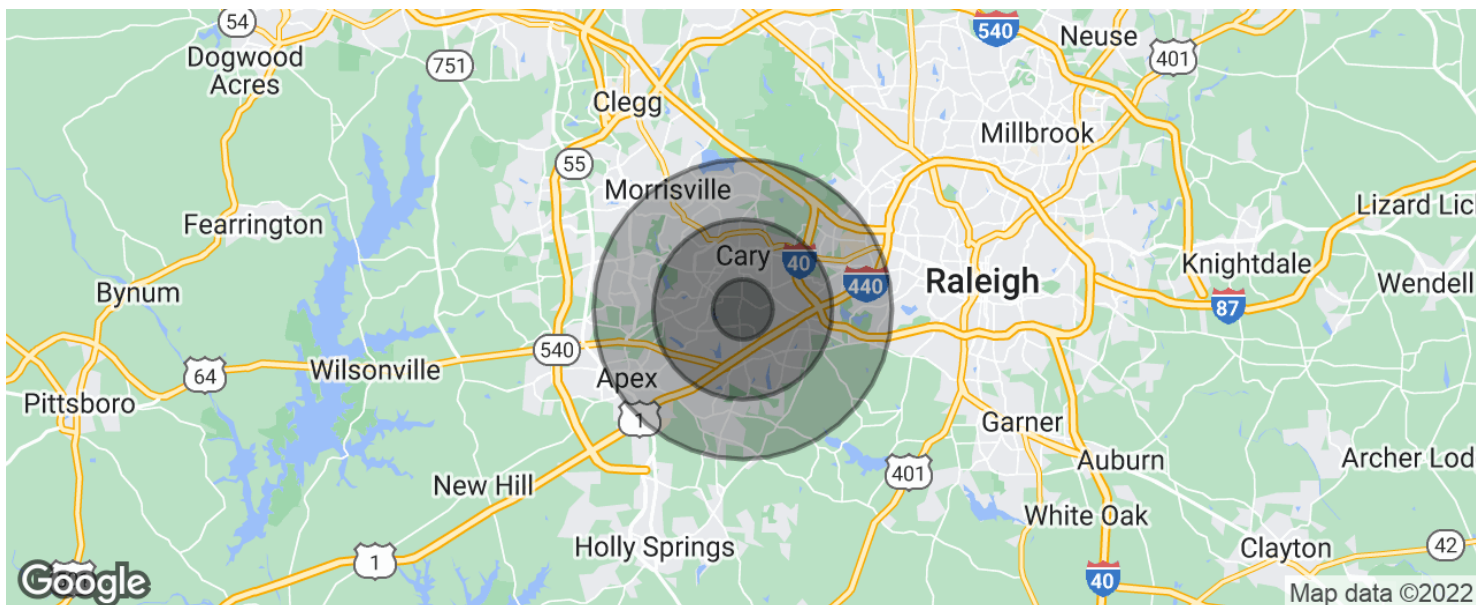 54
Dogwood
Acres
751
Clegg
540
Neuse
401
Millbrook
55
Morrisville
Fearrington
Lizard Lic
Cary
40
440
Raleigh
Knightdale
Wendell
Bynum
87
540
Wilsonville
64
Apex
Pittsboro
1
Garner
Auburn
Archer Lod
401
New Hill
White Oak
Holly Springs
Clayton
42
1
40
Google
Map data ©2022